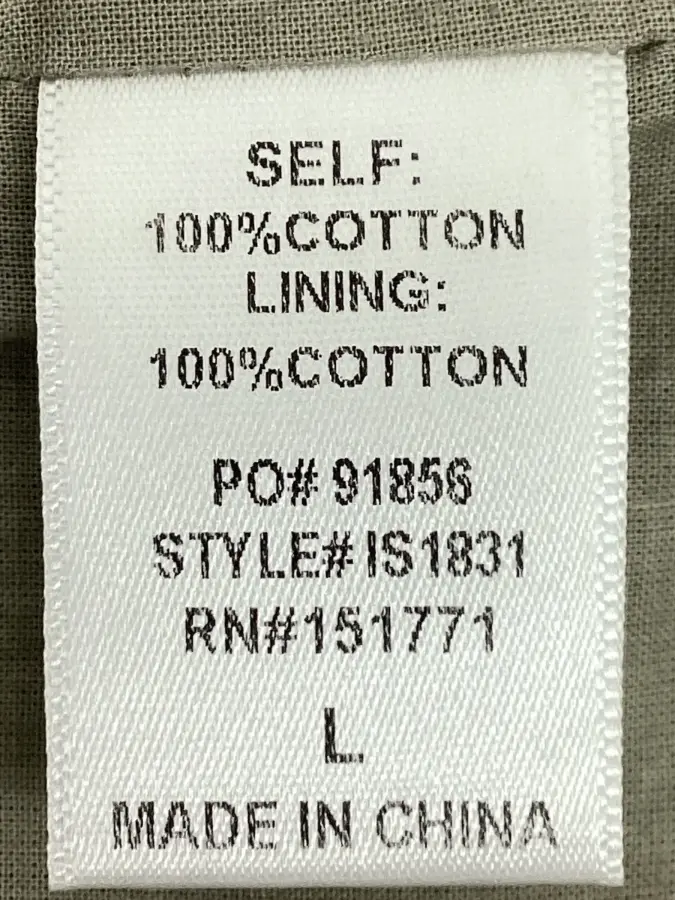 SELF:
100%COTTON
LINING:
100%COTTON
PO# 91856
STYLE# IS1831
RN#151771
L
MADE IN CHINA